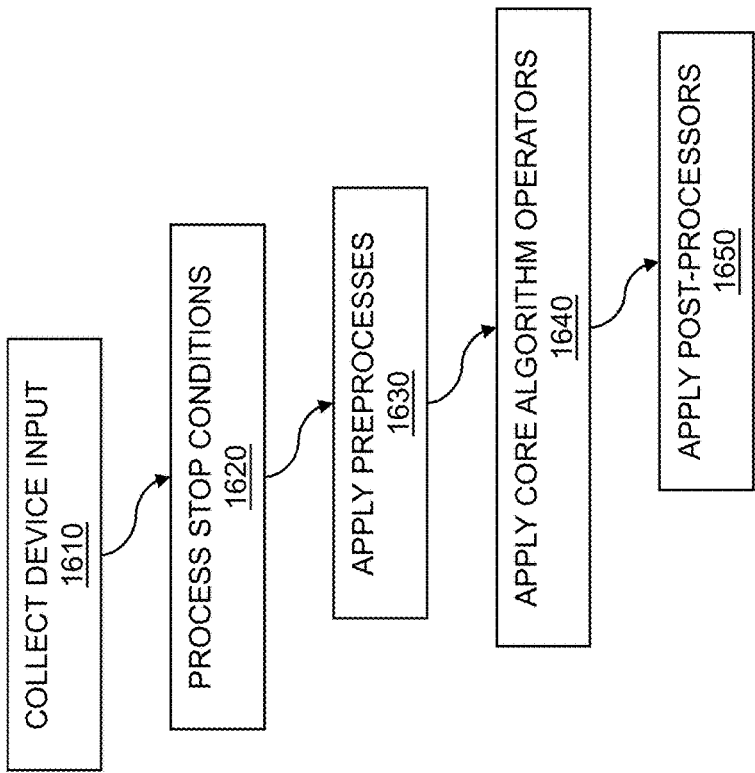 COLLECT DEVICE INPUT
1610
PROCESS STOP CONDITIONS
1620
APPLY PREPROCESSES
1630
APPLY CORE ALGORITHM OPERATORS
1640
APPLY POST-PROCESSORS
1650